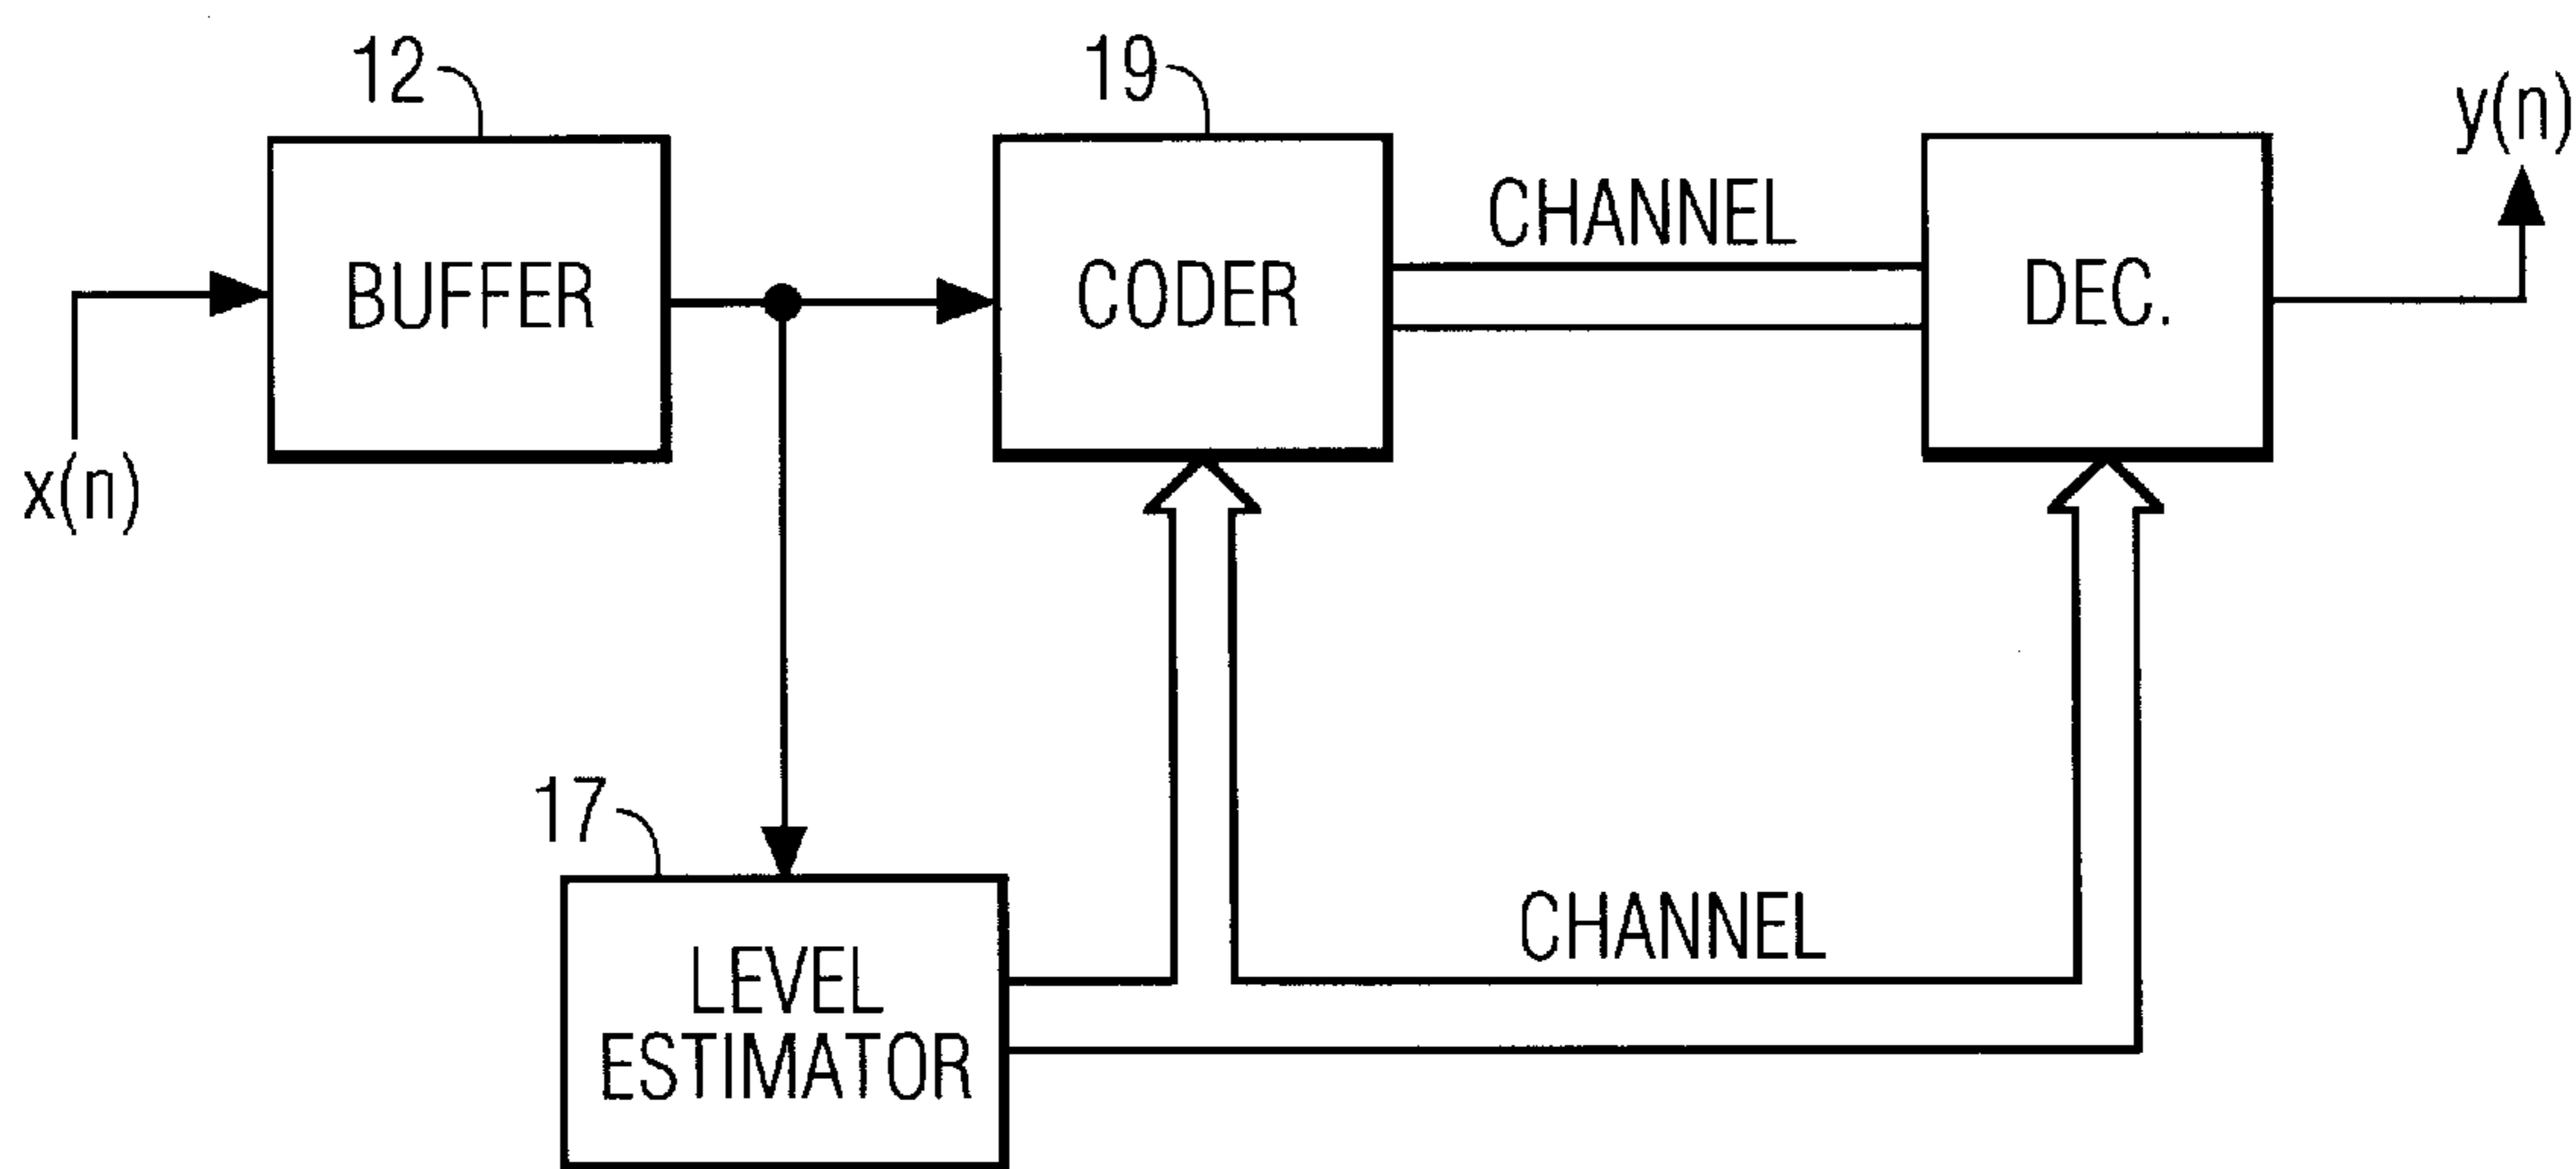 12
19
y(n)
CHANNEL
BUFFER
CODER
DEC.
x(n)
17
CHANNEL
LEVEL
ESTIMATOR